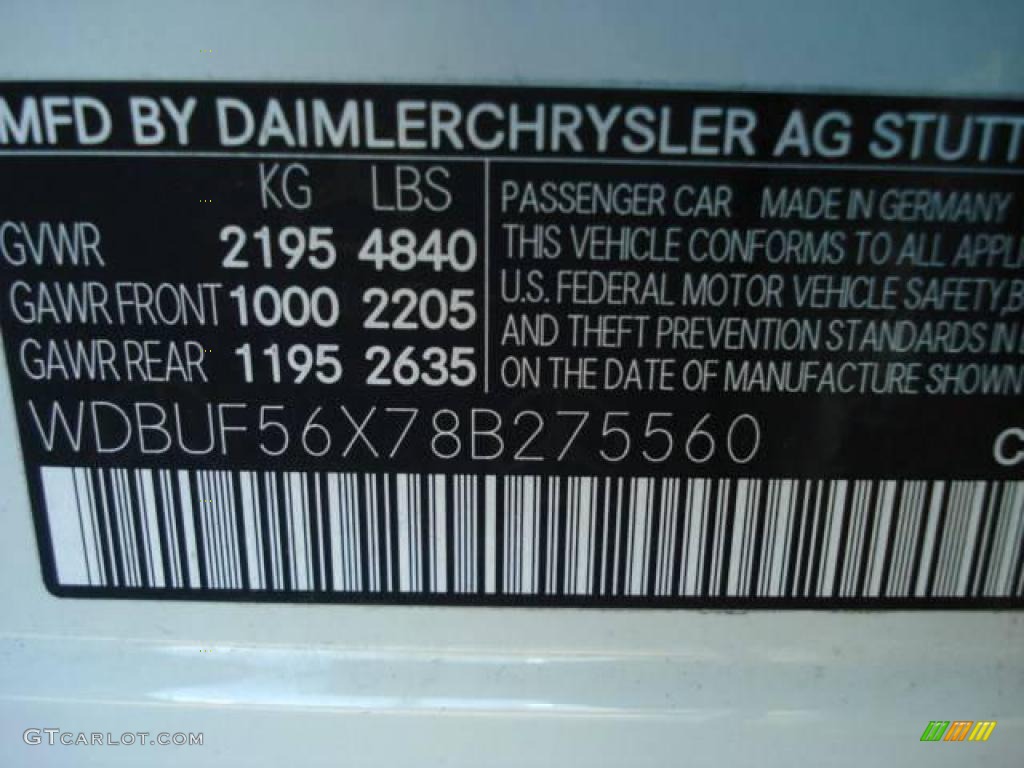 MFD BY DAIMLERCHRYSLER AG STUTT
KG LBS
GVWR 2195 4840
GAWR FRONT 1000 2205
GAWR REAR 1195 2635
PASSENGER CAR MADE IN GERMANY
THIS VEHICLE CONFORMS TO ALL APPLI
U.S. FEDERAL MOTOR VEHICLE SAFETY,B
AND THEFT PREVENTION STANDARDS IN
ON THE DATE OF MANUFACTURE SHOWN
WDBUF56X78B275560
C
GTCARLOT.COM